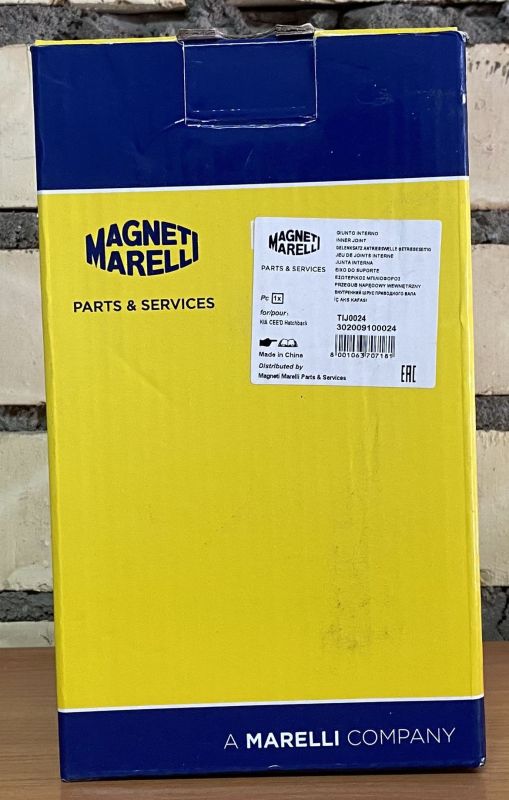 MAGNETI
MARELLI
PARTS & SERVICES
MAGNETI
MARELLI
PARTS & SERVICES
Pc 1x
for/pour:
KIA CEE'D Hatchback
Made in China
Distributed by
Magneti Marelli Parts & Services
GIUNTO INTERNO
INNER JOINT
GELENKSATZ ANTRIEBSWELLE GETRIEBESEITIG
JEU DE JOINTS INTERNE
JUNTA INTERNA
EIXO DO SUPORTE
ΕΣΩΤΕΡΙΚΟΣ ΜΠΙΛΙΟΦΟΡΟΣ
PRZEGUB NAPĘDOWY WEWNĘTRZNY
ВНУТРЕННИЙ ШРУС ПРИВОДНОГО ВАЛА
İÇ AKS KAFASI
TIJ0024
302009100024
8 001063 707161
EAC
A MARELLI COMPANY